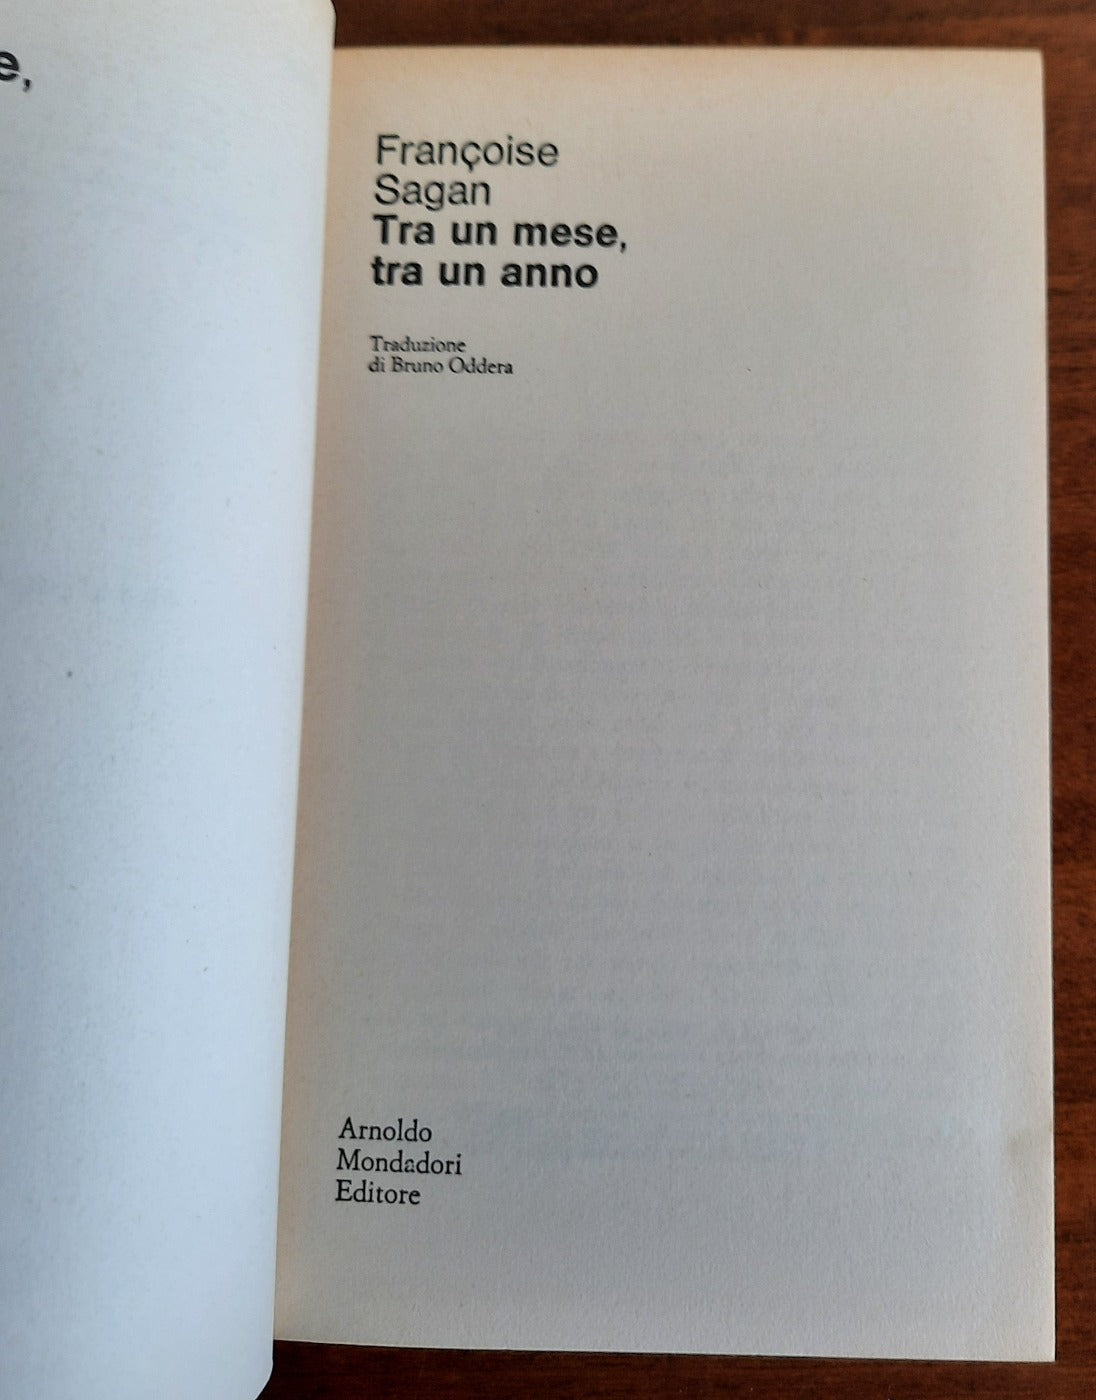 e,
Françoise
Sagan
Tra un mese,
tra un anno
Traduzione
di Bruno Oddera
Arnoldo
Mondadori
Editore